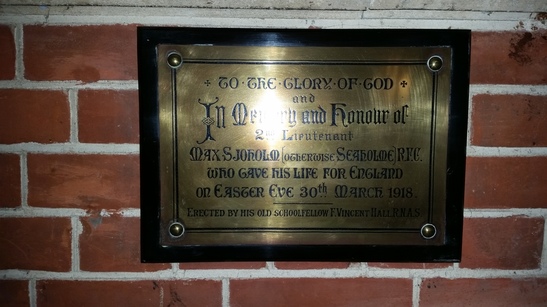 + TO · THE · GLORY · OF · GOD +
and
In Memory and Honour of
2nd Lieutenant
MAX SJOHOLM (OTHERWISE SEAHOLME) R.F.C.
WHO GAVE HIS LIFE FOR ENGLAND
ON EASTER EVE 30th MARCH 1918.
ERECTED BY HIS OLD SCHOOLFELLOW F. VINCENT HALL, R.N.A.S.